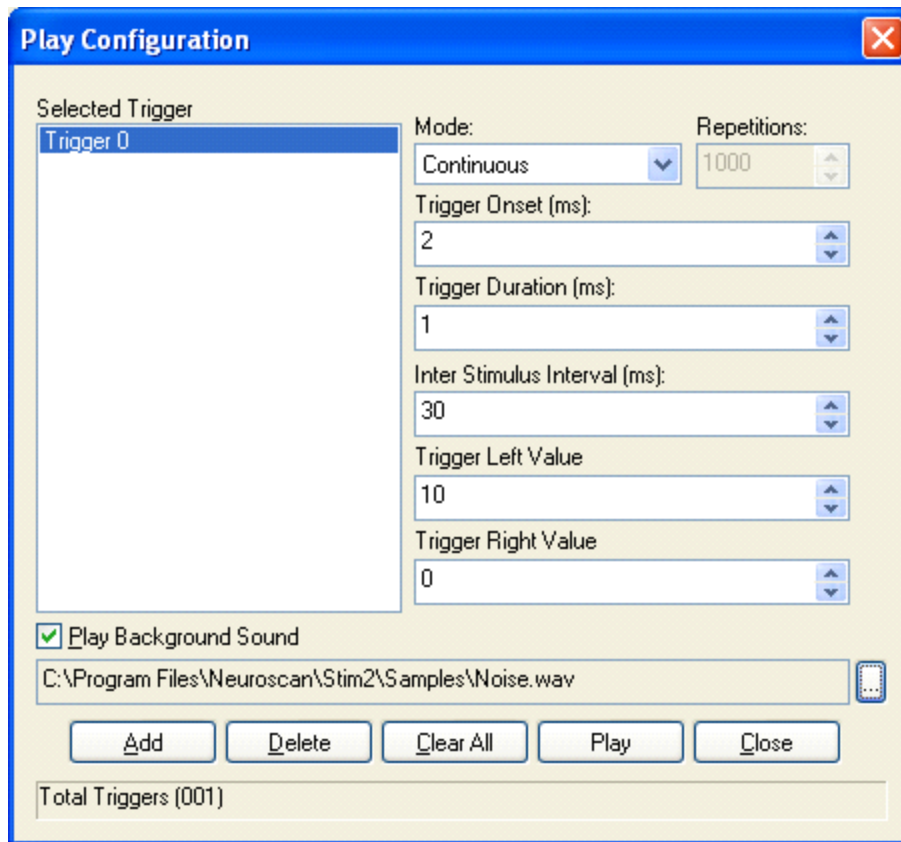 Play Configuration
Selected Trigger
Trigger 0
Mode:
Continuous
Repetitions:
1000
Trigger Onset (ms):
2
Trigger Duration (ms):
1
Inter Stimulus Interval (ms):
30
Trigger Left Value
10
Trigger Right Value
0
Play Background Sound
C:\Program Files\Neuroscan\Stim2\Samples\Noise.wav
...
Add
Delete
Clear All
Play
Close
Total Triggers (001)